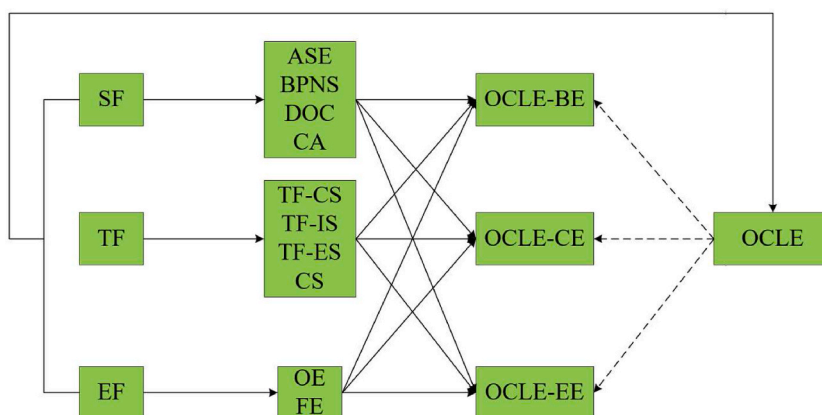 SF
ASE
BPNS
DOC
CA
OCLE-BE
TF
TF-CS
TF-IS
TF-ES
CS
OCLE-CE
OCLE
EF
OE
FE
OCLE-EE